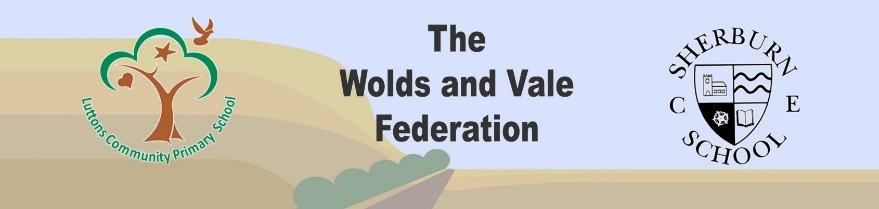 Luttons Community Primary School
The
Wolds and Vale
Federation
SHERBURN
C E
SCHOOL